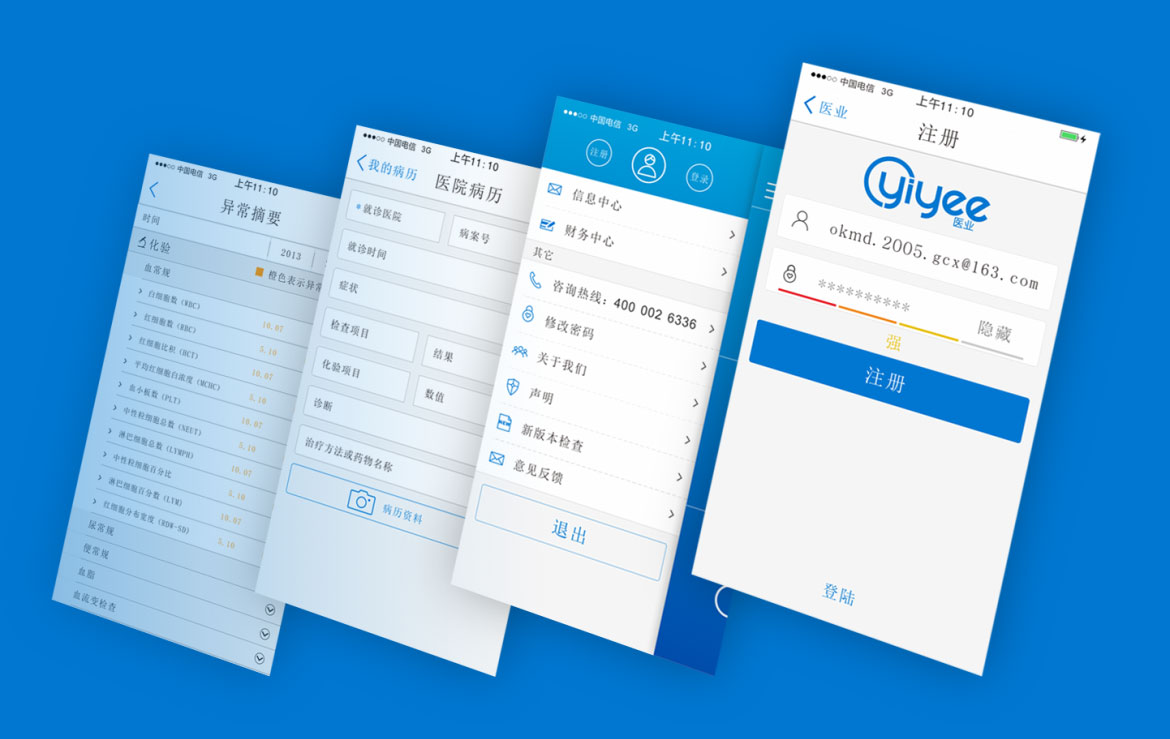 中国电信 3G 上午11:10
异常摘要
时间 2013
化验
血常规 橙色表示异常
白细胞数（WBC） 10.07
红细胞数（RBC） 5.10
红细胞比积（HCT） 10.07
平均红细胞白浓度（MCHC） 5.10
血小板数（PLT） 10.07
中性粒细胞总数（NEUT） 5.10
淋巴细胞总数（LYMPH） 10.07
中性粒细胞百分比 5.10
淋巴细胞百分数（LYM） 10.07
红细胞分布宽度（RDW-SD） 5.10
尿常规
便常规
血脂
血流变检查
中国电信 3G 上午11:10
我的病历 医院病历
*就诊医院 病案号
就诊时间
症状
检查项目 结果
化验项目 数值
诊断
治疗方法或药物名称
病历资料
中国电信 3G 上午11:10
注册 登录
信息中心
财务中心
其它
咨询热线：400 002 6336
修改密码
关于我们
声明
NEW 新版本检查
意见反馈
退出
中国电信 3G 上午11:10
医业 注册
yiyee
医业
okmd.2005.gcx@163.com
********** 隐藏
强
注册
登陆